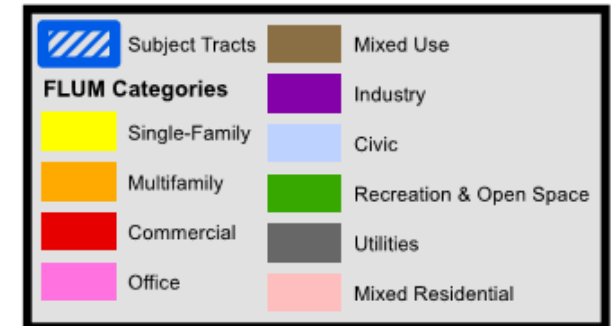 Subject Tracts
FLUM Categories
Single-Family
Multifamily
Commercial
Office
Mixed Use
Industry
Civic
Recreation & Open Space
Utilities
Mixed Residential